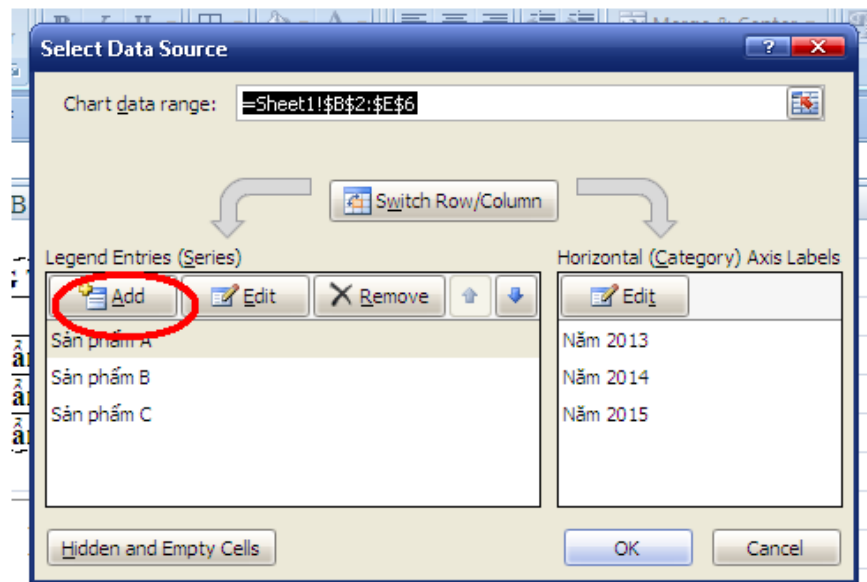 Merge & Center
Select Data Source
Chart data range: =Sheet1!$B$2:$E$6
Switch Row/Column
B
Legend Entries (Series)
Horizontal (Category) Axis Labels
Add Edit Remove
Edit
Sản phẩm A
Năm 2013
Sản phẩm B
Năm 2014
Sản phẩm C
Năm 2015
Hidden and Empty Cells
OK Cancel